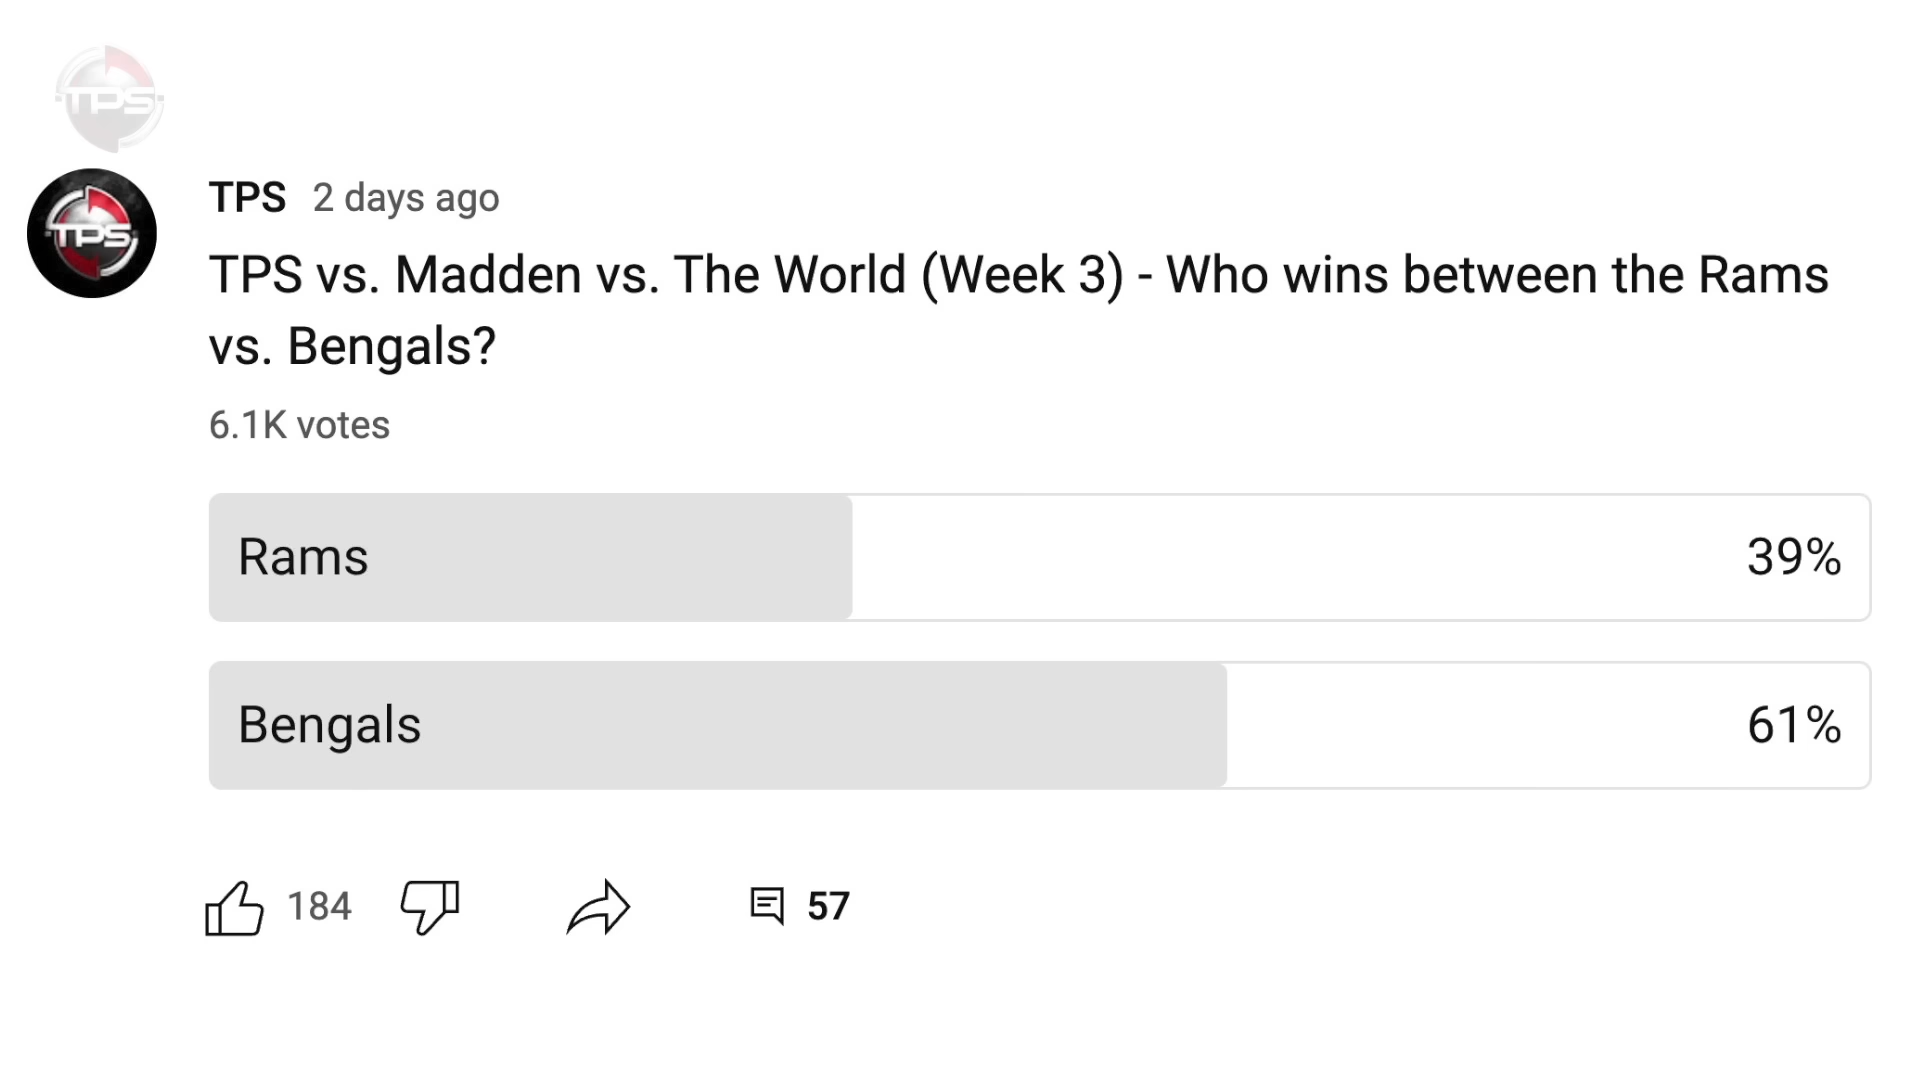 TPS
TPS
TPS 2 days ago
TPS vs. Madden vs. The World (Week 3) - Who wins between the Rams
vs. Bengals?
6.1K votes
Rams 39%
Bengals 61%
184 57